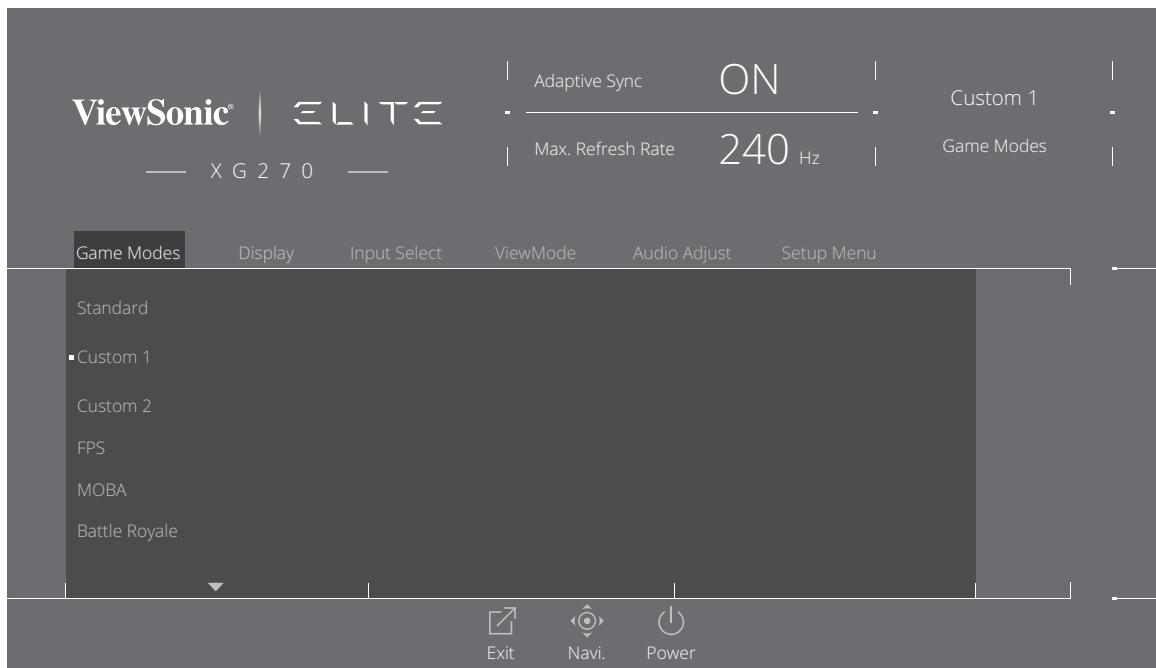 ViewSonic® ELITE
XG270
Adaptive Sync ON
Max. Refresh Rate 240 Hz
Custom 1
Game Modes
Game Modes Display Input Select ViewMode Audio Adjust Setup Menu
Standard
Custom 1
Custom 2
FPS
MOBA
Battle Royale
Exit Navi. Power